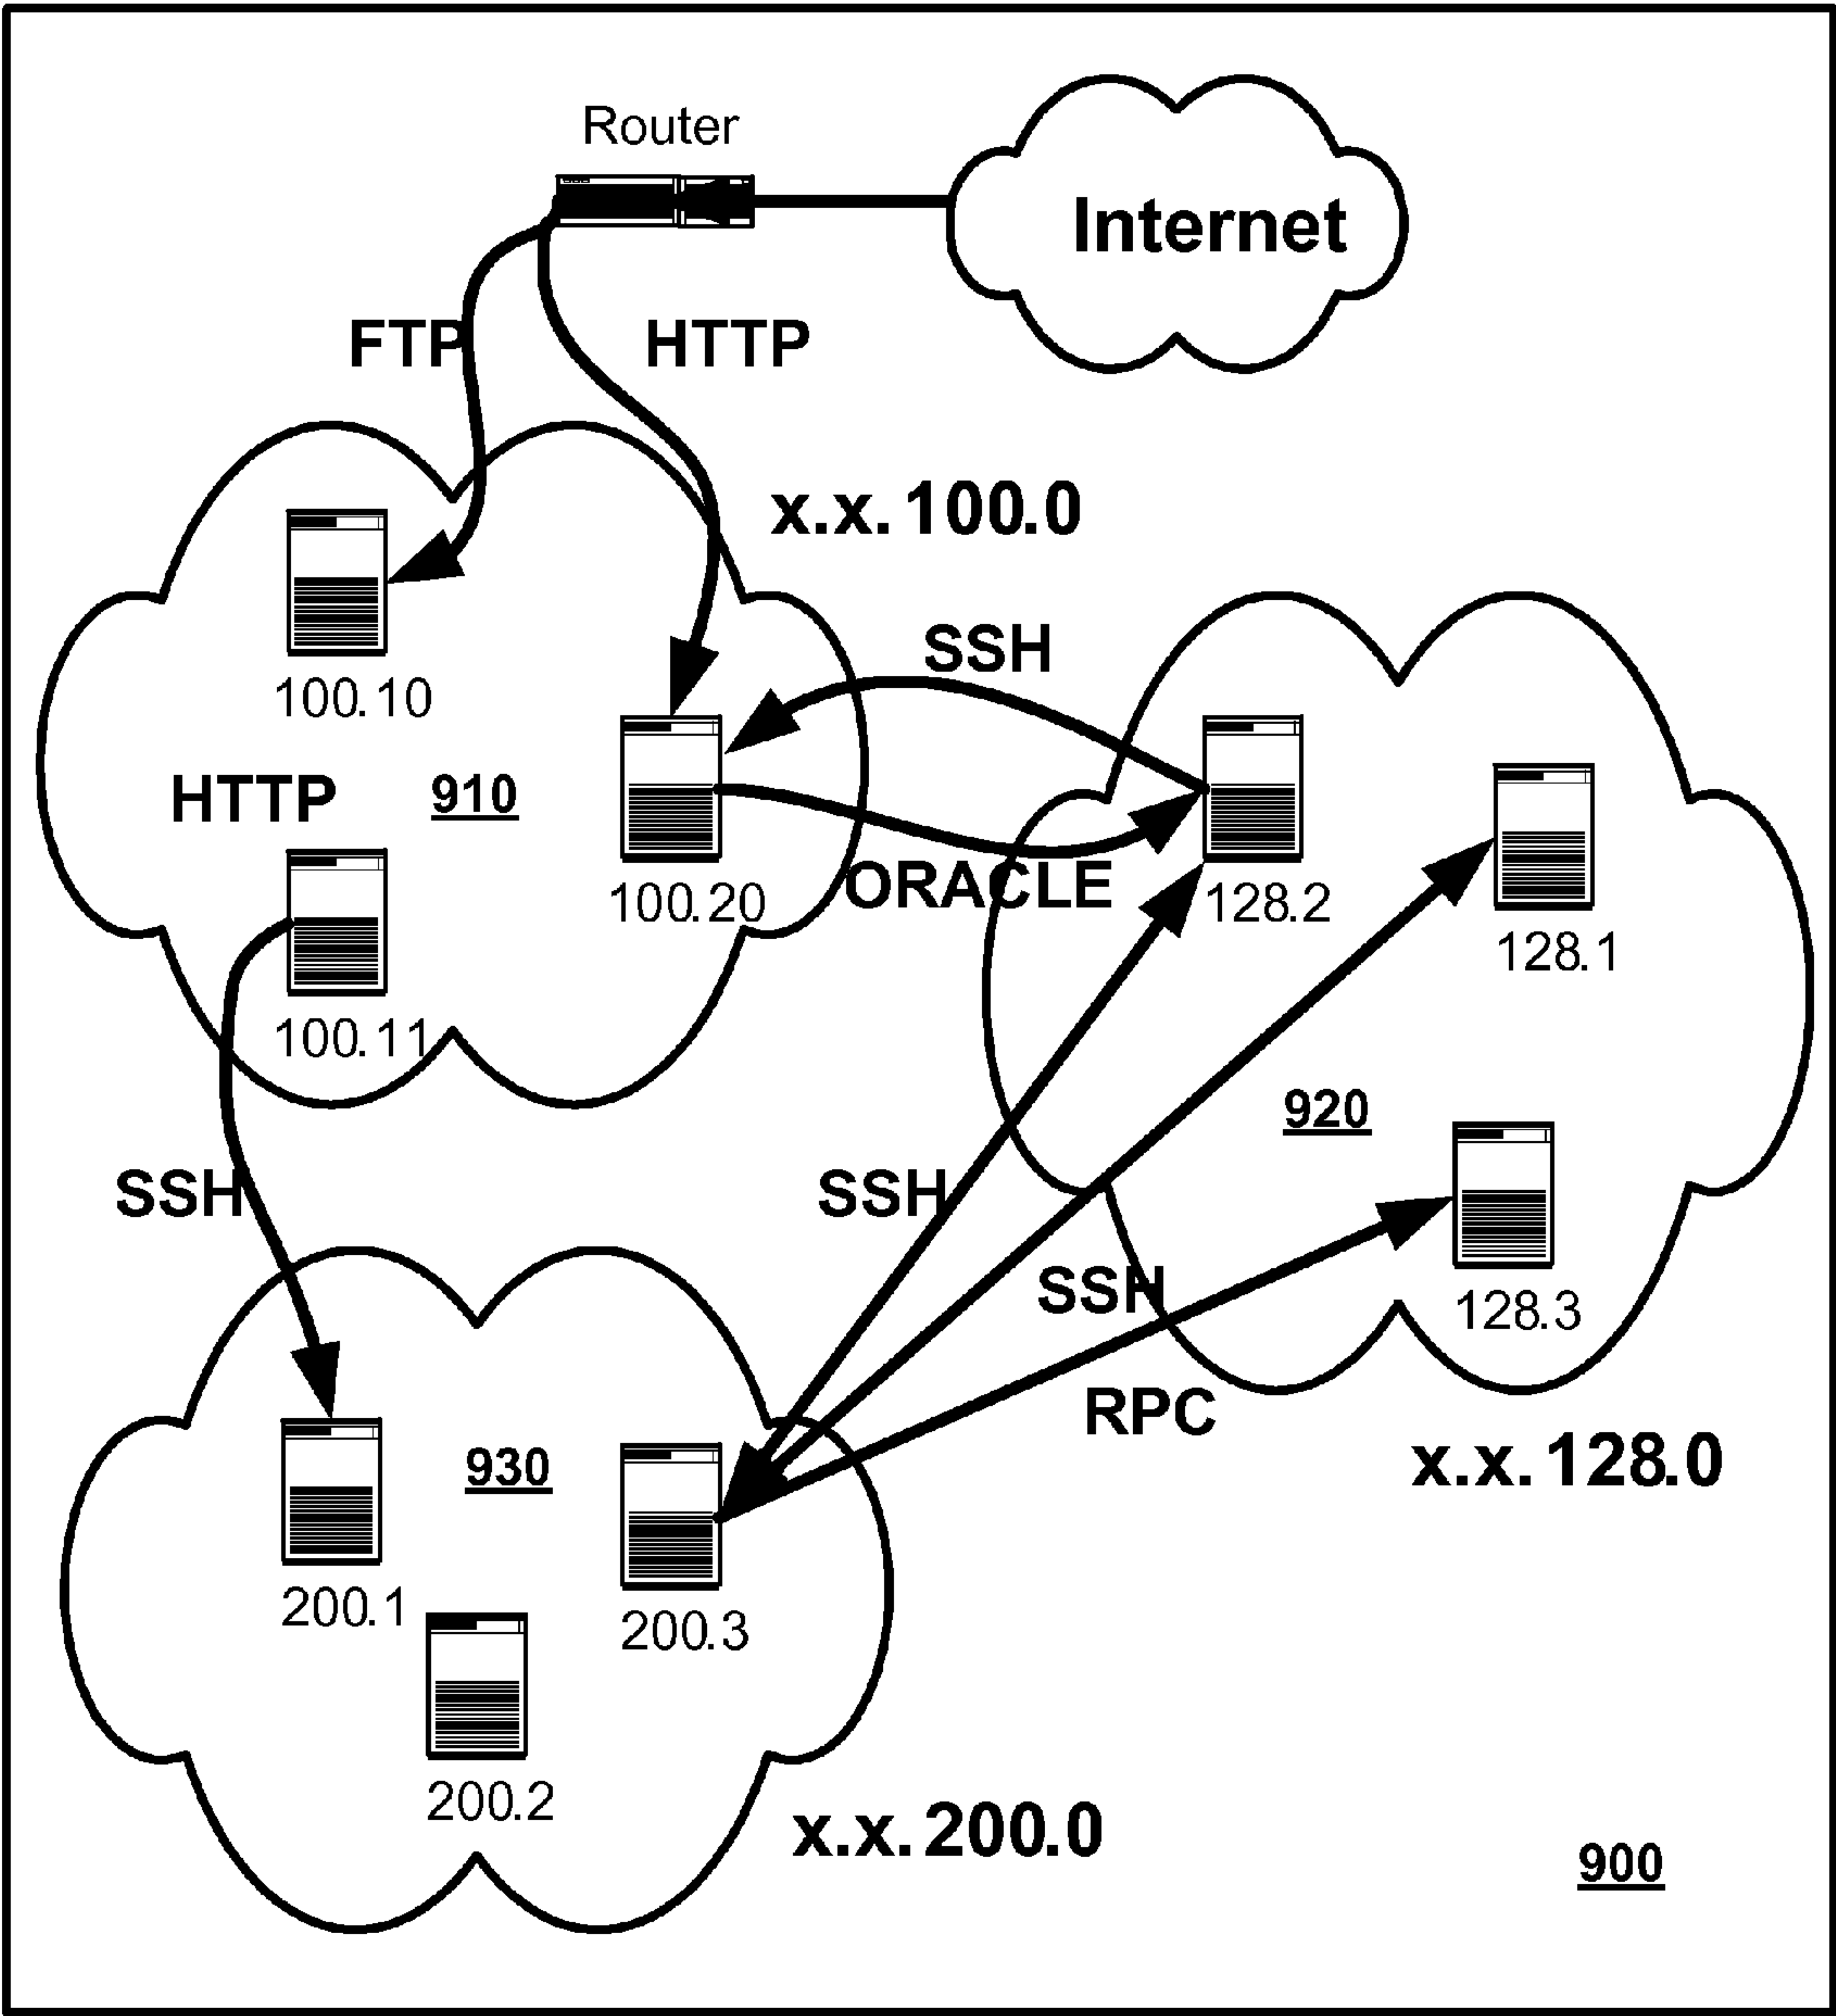 Router
Internet
FTP
HTTP
x.x.100.0
100.10
SSH
HTTP
910
100.20
ORACLE
128.2
128.1
100.11
920
SSH
SSH
SSH
128.3
RPC
x.x.128.0
930
200.1
200.3
200.2
x.x.200.0
900